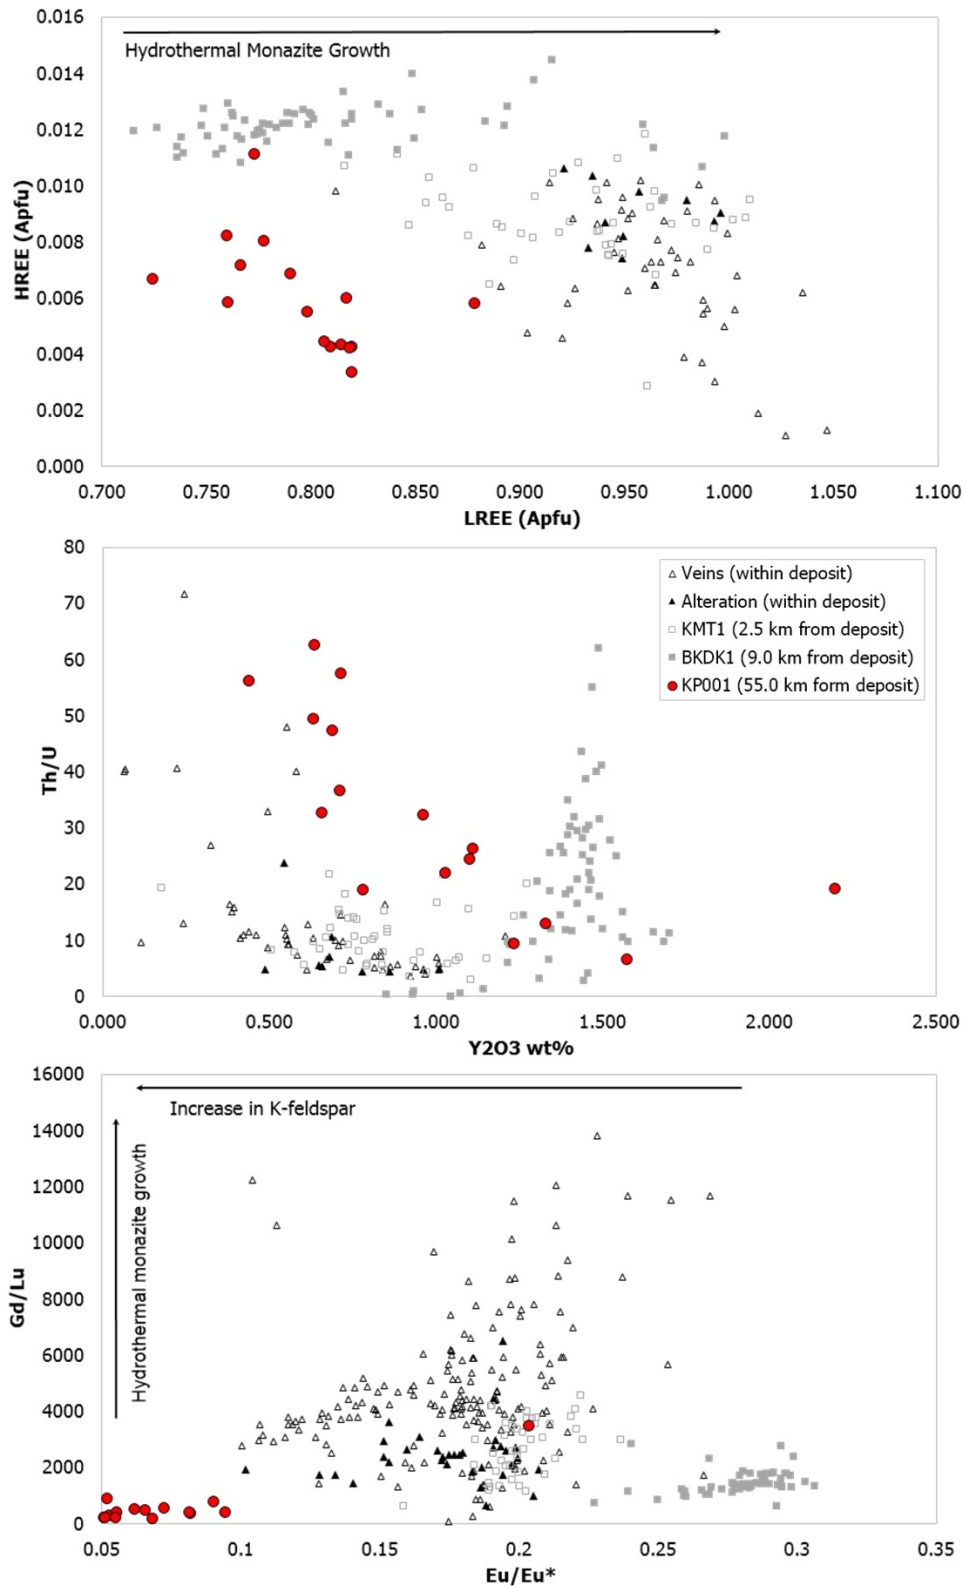 0.016
Hydrothermal Monazite Growth
0.014
0.012
0.010
0.008
0.006
0.004
0.002
0.000
HREE (Apfu)
0.700 0.750 0.800 0.850 0.900 0.950 1.000 1.050 1.100
LREE (Apfu)
80
70
60
50
40
30
20
10
0
Th/U
Veins (within deposit)
Alteration (within deposit)
KMT1 (2.5 km from deposit)
BKDK1 (9.0 km from deposit)
KP001 (55.0 km form deposit)
0.000 0.500 1.000 1.500 2.000 2.500
Y2O3 wt%
16000
14000
12000
10000
8000
6000
4000
2000
0
Gd/Lu
Increase in K-feldspar
Hydrothermal monazite growth
0.05 0.1 0.15 0.2 0.25 0.3 0.35
Eu/Eu*